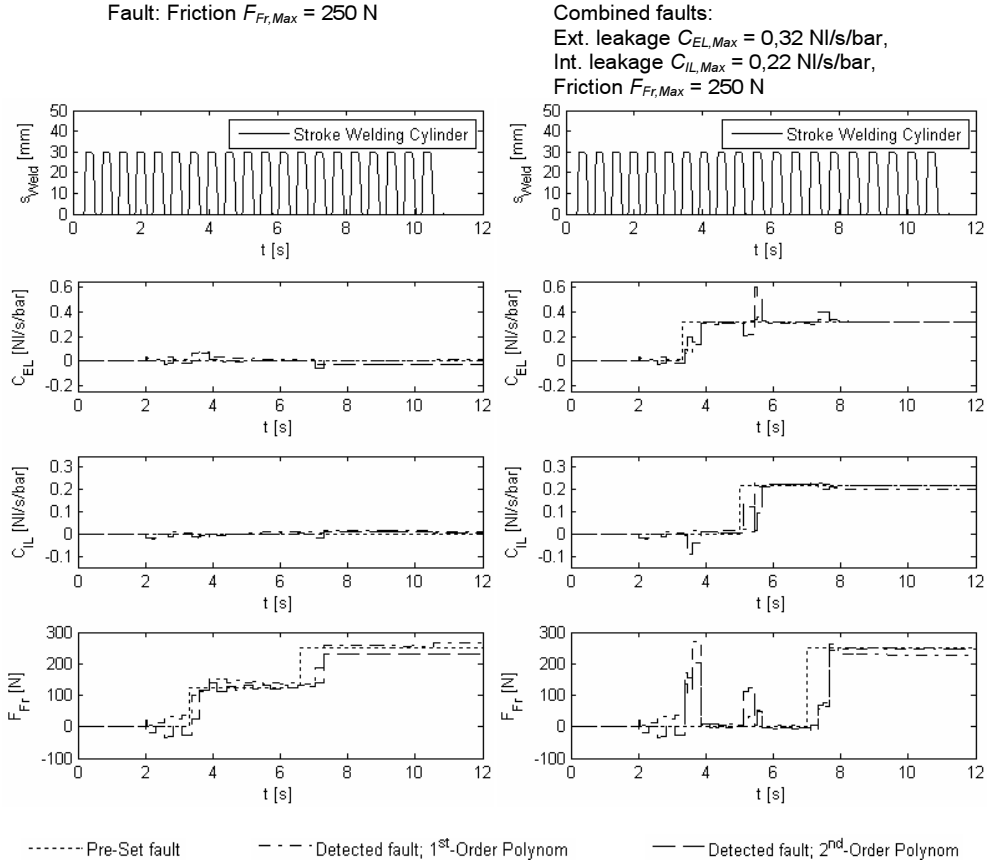 Fault: Friction F_Fr,Max = 250 N
Combined faults:
Ext. leakage C_EL,Max = 0,32 Nl/s/bar,
Int. leakage C_IL,Max = 0,22 Nl/s/bar,
Friction F_Fr,Max = 250 N
s_Weld [mm]
50
40
30
20
10
0
Stroke Welding Cylinder
0 2 4 6 8 10 12
t [s]
s_Weld [mm]
50
40
30
20
10
0
Stroke Welding Cylinder
0 2 4 6 8 10 12
t [s]
C_EL [Nl/s/bar]
0.6
0.4
0.2
0
-0.2
0 2 4 6 8 10 12
t [s]
C_EL [Nl/s/bar]
0.6
0.4
0.2
0
-0.2
0 2 4 6 8 10 12
t [s]
C_IL [Nl/s/bar]
0.3
0.2
0.1
0
-0.1
0 2 4 6 8 10 12
t [s]
C_IL [Nl/s/bar]
0.3
0.2
0.1
0
-0.1
0 2 4 6 8 10 12
t [s]
F_Fr [N]
300
200
100
0
-100
0 2 4 6 8 10 12
t [s]
F_Fr [N]
300
200
100
0
-100
0 2 4 6 8 10 12
t [s]
Pre-Set fault Detected fault; 1st-Order Polynom Detected fault; 2nd-Order Polynom